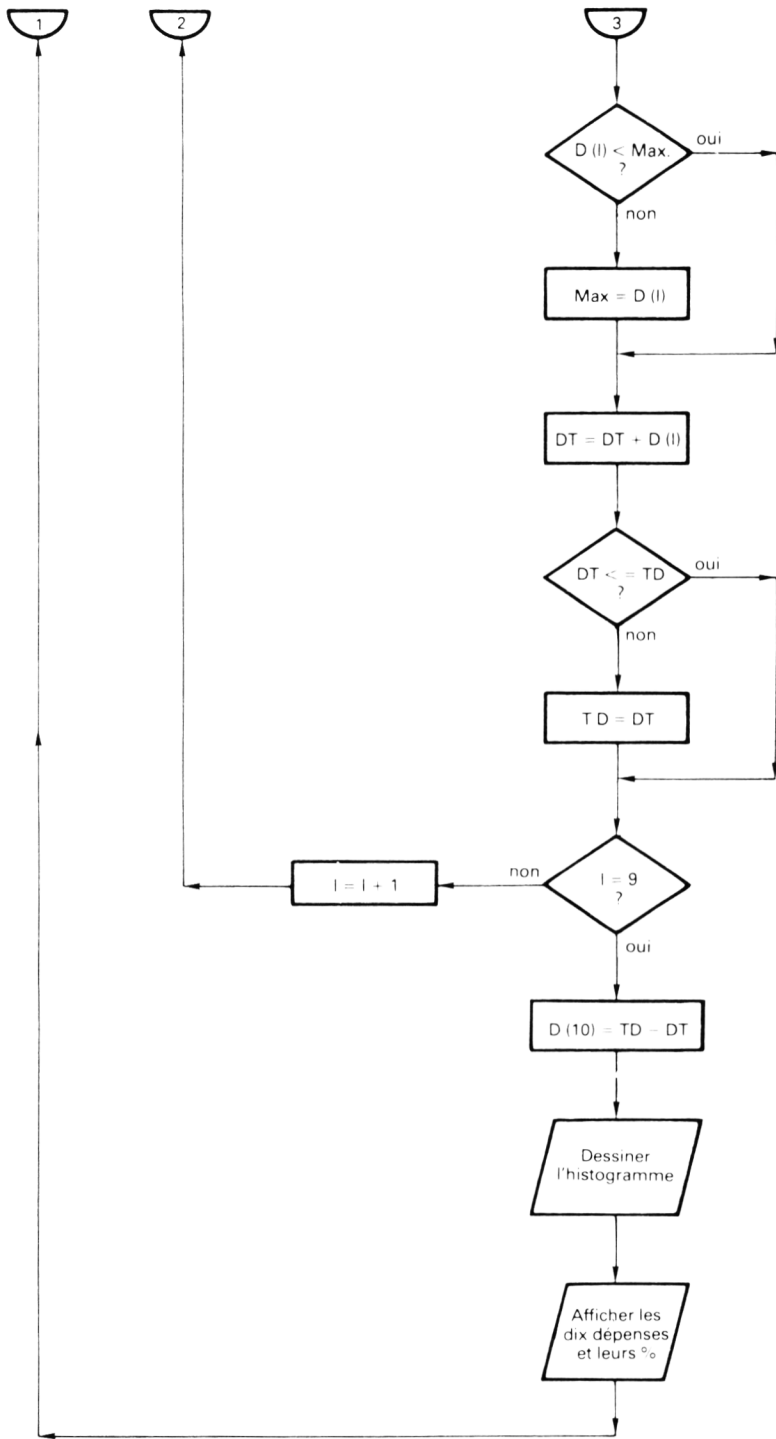 1
2
3
D (I) < Max.
?
oui
non
Max = D (I)
DT = DT + D (I)
DT < = TD
?
oui
non
T D = DT
I = 9
?
non
I = I + 1
oui
D (10) = TD – DT
Dessiner
l'histogramme
Afficher les
dix dépenses
et leurs %